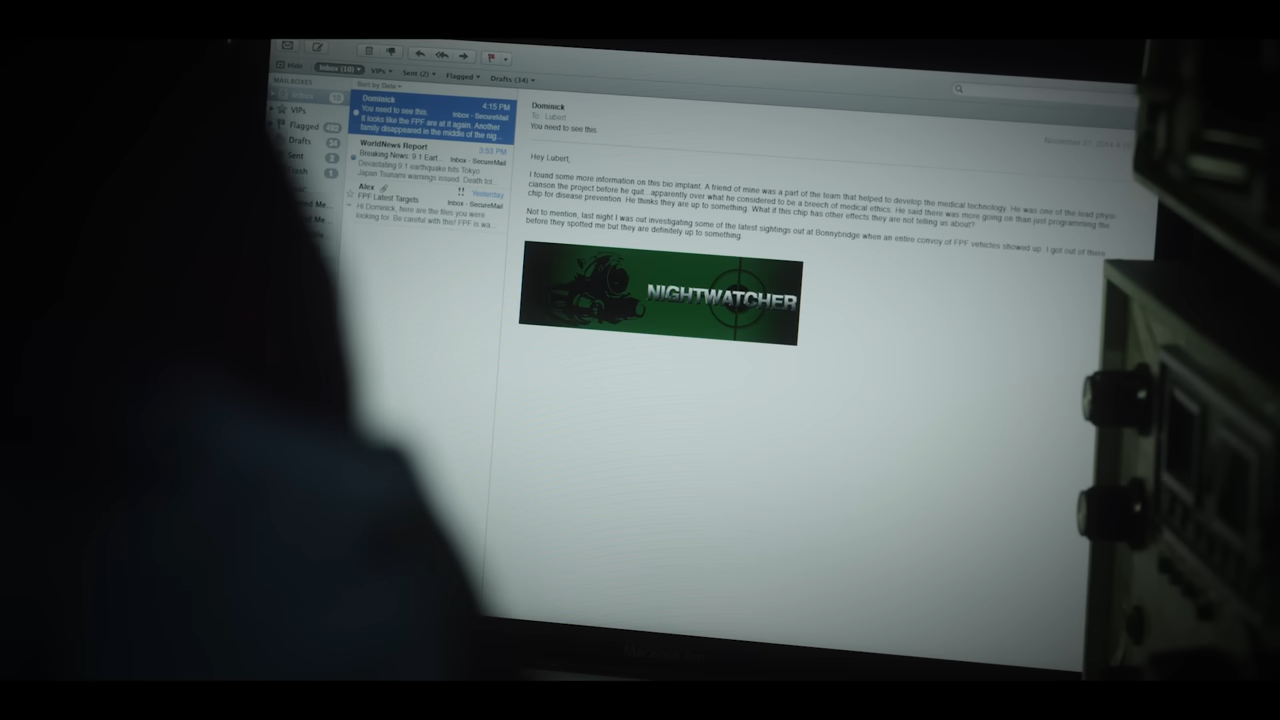 Hide Inbox (10) VIPs Sent (2) Flagged Drafts (34)
MAILBOXES
Inbox 10
VIPs
Flagged
Drafts 34
Sent
Trash
Sort by Date
Dominick 4:15 PM
You need to see this. Inbox - SecureMail
It looks like the FPF are at it again. Another
family disappeared in the middle of the nig...
WorldNews Report 3:53 PM
Breaking News: 9.1 Eart... Inbox - SecureMail
Devastating 9.1 earthquake hits Tokyo
Japan Tsunami warnings issued. Death tol...
Alex !! Yesterday
FPF Latest Targets Inbox - SecureMail
Hi Dominick, here are the files you were
looking for. Be careful with this! FPF is wa...
Dominick
To: Lubert
You need to see this.
Hey Lubert,
I found some more information on this bio implant. A friend of mine was a part of the team that helped to develop the medical technology. He was one of the lead physi-
cianson the project before he quit...apparently over what he considered to be a breach of medical ethics. He said there was more going on than just programming the
chip for disease prevention. He thinks they are up to something. What if this chip has other effects they are not telling us about?
Not to mention, last night I was out investigating some of the latest sightings out at Bonnybridge when an entire convoy of FPF vehicles showed up. I got out of there
before they spotted me but they are definitely up to something.
NIGHTWATCHER